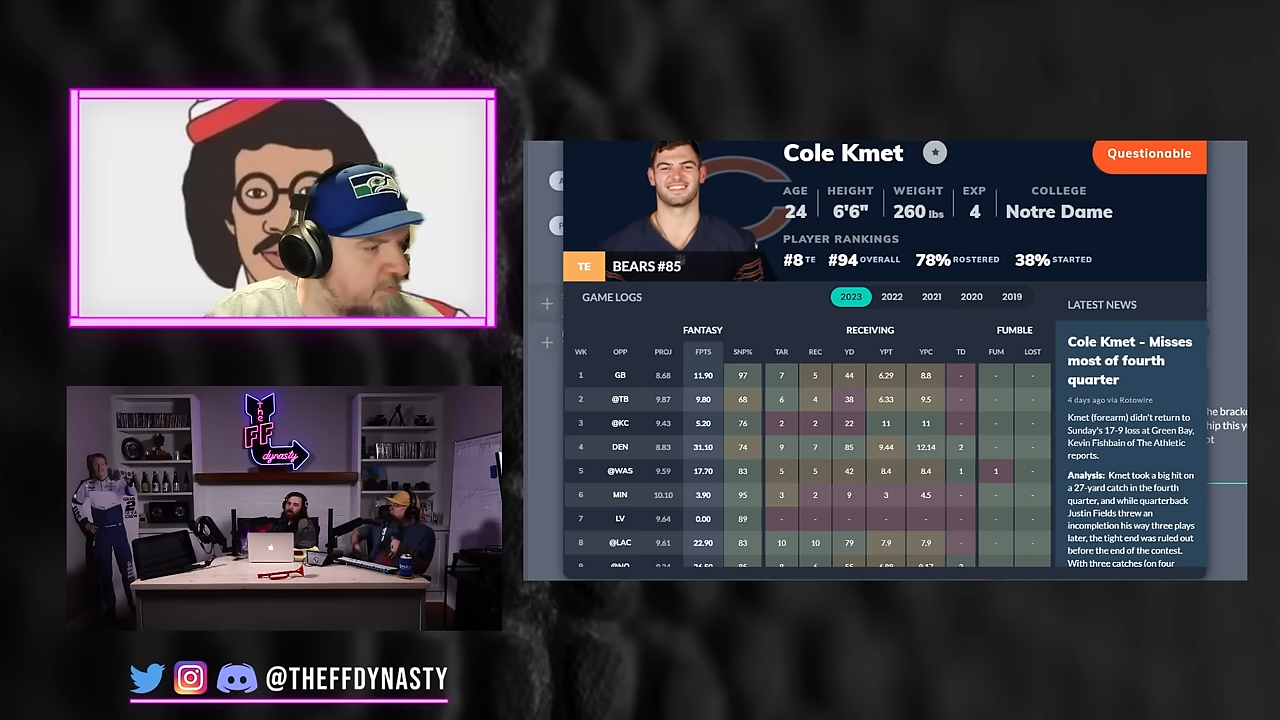 The
FF
dynasty
@THEFFDYNASTY
Cole Kmet
Questionable
AGE HEIGHT WEIGHT EXP COLLEGE
24 6'6" 260 lbs 4 Notre Dame
PLAYER RANKINGS
#8 TE #94 OVERALL 78% ROSTERED 38% STARTED
TE BEARS #85
GAME LOGS 2023 2022 2021 2020 2019
FANTASY RECEIVING FUMBLE
WK OPP PROJ FPTS SNP% TAR REC YD YPT YPC TD FUM LOST
1 GB 8.68 11.90 97 7 5 44 6.29 8.8 - - -
2 @TB 9.87 9.80 68 6 4 38 6.33 9.5 - - -
3 @KC 9.43 5.20 76 2 2 22 11 11 - - -
4 DEN 8.83 31.10 74 9 7 85 9.44 12.14 2 - -
5 @WAS 9.59 17.70 83 5 5 42 8.4 8.4 1 1 -
6 MIN 10.10 3.90 95 3 2 9 3 4.5 - - -
7 LV 9.64 0.00 89 - - - - - - - -
8 @LAC 9.61 22.90 83 10 10 79 7.9 7.9 - - -
LATEST NEWS
Cole Kmet - Misses
most of fourth
quarter
4 days ago via Rotowire
Kmet (forearm) didn't return to
Sunday's 17-9 loss at Green Bay,
Kevin Fishbain of The Athletic
reports.
Analysis: Kmet took a big hit on
a 27-yard catch in the fourth
quarter, and while quarterback
Justin Fields threw an
incompletion his way three plays
later, the tight end was ruled out
before the end of the contest.
With three catches (on four